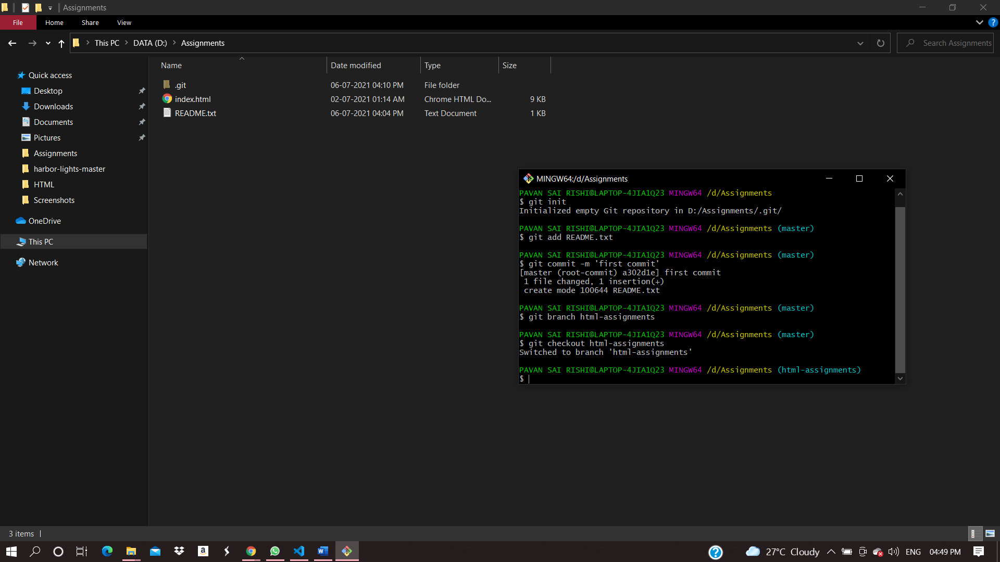 Assignments
File Home Share View
This PC DATA (D:) Assignments
Search Assignments
Name Date modified Type Size
.git 06-07-2021 04:10 PM File folder
index.html 02-07-2021 01:14 AM Chrome HTML Do... 9 KB
README.txt 06-07-2021 04:04 PM Text Document 1 KB
Quick access
Desktop
Downloads
Documents
Pictures
Assignments
harbor-lights-master
HTML
Screenshots
OneDrive
This PC
Network
MINGW64:/d/Assignments
PAVAN SAI RISHI@LAPTOP-4JIA1Q23 MINGW64 /d/Assignments
$ git init
Initialized empty Git repository in D:/Assignments/.git/
PAVAN SAI RISHI@LAPTOP-4JIA1Q23 MINGW64 /d/Assignments (master)
$ git add README.txt
PAVAN SAI RISHI@LAPTOP-4JIA1Q23 MINGW64 /d/Assignments (master)
$ git commit -m 'first commit'
[master (root-commit) a302d1e] first commit
1 file changed, 1 insertion(+)
create mode 100644 README.txt
PAVAN SAI RISHI@LAPTOP-4JIA1Q23 MINGW64 /d/Assignments (master)
$ git branch html-assignments
PAVAN SAI RISHI@LAPTOP-4JIA1Q23 MINGW64 /d/Assignments (master)
$ git checkout html-assignments
Switched to branch 'html-assignments'
PAVAN SAI RISHI@LAPTOP-4JIA1Q23 MINGW64 /d/Assignments (html-assignments)
$
3 items
27°C Cloudy ENG 04:49 PM